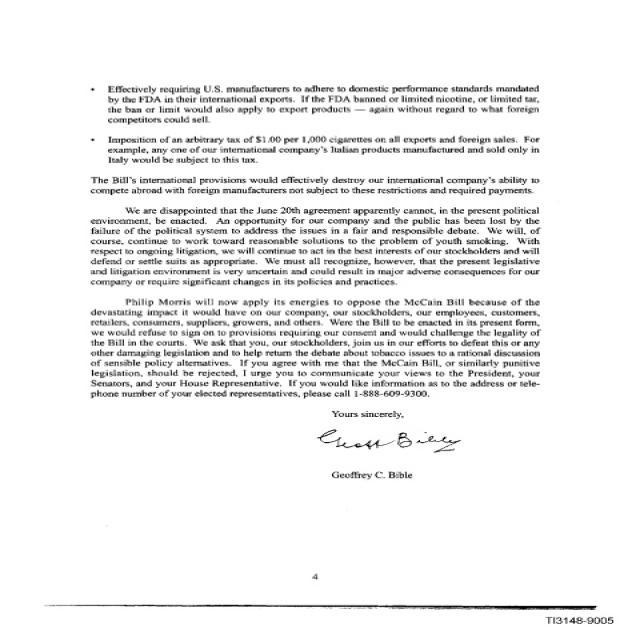 • Effectively requiring U.S. manufacturers to adhere to domestic performance standards mandated
by the FDA in their international exports. If the FDA banned or limited nicotine, or limited tar,
the ban or limit would also apply to export products — again without regard to what foreign
competitors could sell.
• Imposition of an arbitrary tax of $1.00 per 1,000 cigarettes on all exports and foreign sales. For
example, any one of our international company's Italian products manufactured and sold only in
Italy would be subject to this tax.
The Bill's international provisions would effectively destroy our international company's ability to
compete abroad with foreign manufacturers not subject to these restrictions and required payments.
We are disappointed that the June 20th agreement apparently cannot, in the present political
environment, be enacted. An opportunity for our company and the public has been lost by the
failure of the political system to address the issues in a fair and responsible debate. We will, of
course, continue to work toward reasonable solutions to the problem of youth smoking. With
respect to ongoing litigation, we will continue to act in the best interests of our stockholders and will
defend or settle suits as appropriate. We must all recognize, however, that the present legislative
and litigation environment is very uncertain and could result in major adverse consequences for our
company or require significant changes in its policies and practices.
Philip Morris will now apply its energies to oppose the McCain Bill because of the
devastating impact it would have on our company, our stockholders, our employees, customers,
retailers, consumers, suppliers, growers, and others. Were the Bill to be enacted in its present form,
we would refuse to sign on to provisions requiring our consent and would challenge the legality of
the Bill in the courts. We ask that you, our stockholders, join us in our efforts to defeat this or any
other damaging legislation and to help return the debate about tobacco issues to a rational discussion
of sensible policy alternatives. If you agree with me that the McCain Bill, or similarly punitive
legislation, should be rejected, I urge you to communicate your views to the President, your
Senators, and your House Representative. If you would like information as to the address or tele-
phone number of your elected representatives, please call 1-888-609-9300.
Yours sincerely,
Geoff Bible
Geoffrey C. Bible
4
TI3148-9005